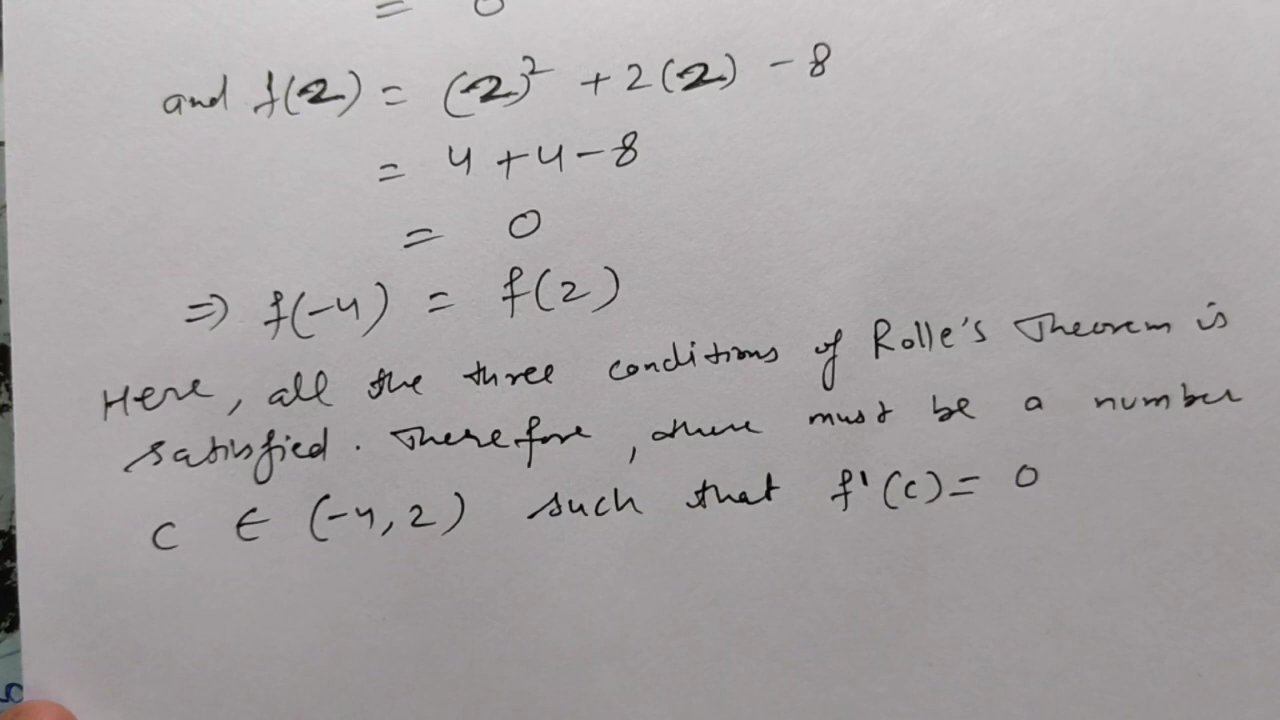 = 0
and f(2) = (2)² + 2(2) - 8
= 4 + 4 - 8
= 0
⇒ f(-4) = f(2)
Here, all the three conditions of Rolle's Theorem is
satisfied. Therefore, there must be a number
c ∈ (-4, 2) such that f'(c) = 0